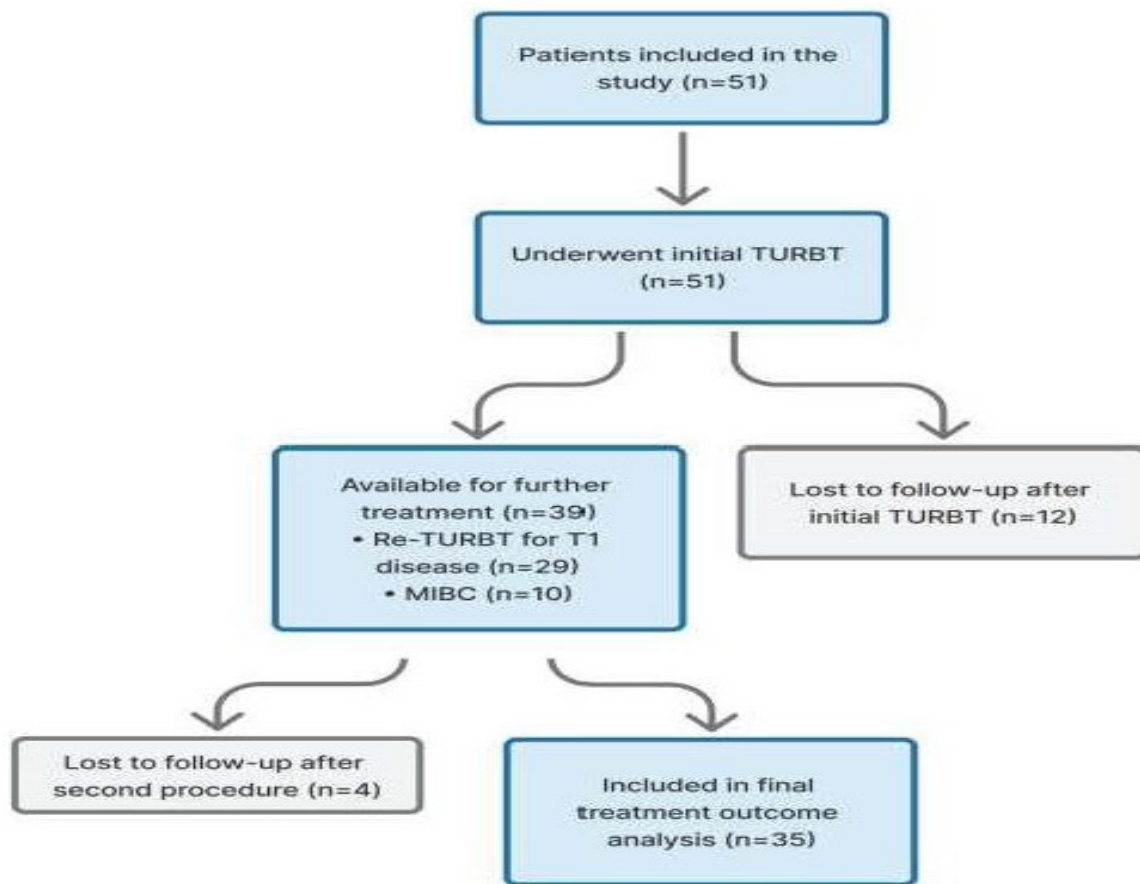 Patients included in the
study (n=51)
Underwent initial TURBT
(n=51)
Available for further
treatment (n=39)
• Re-TURBT for T1
disease (n=29)
• MIBC (n=10)
Lost to follow-up after
initial TURBT (n=12)
Lost to follow-up after
second procedure (n=4)
Included in final
treatment outcome
analysis (n=35)